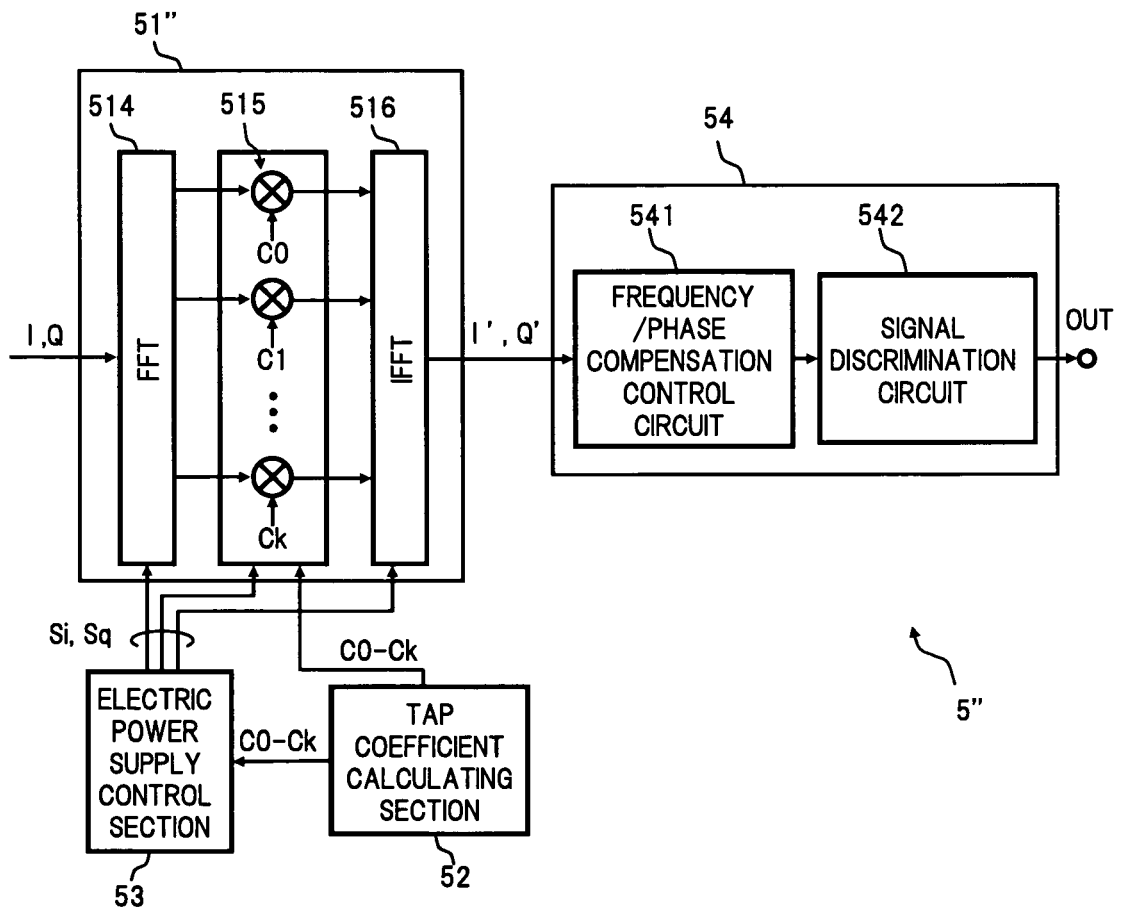 51"
514
515
516
FFT
C0
C1
Ck
IFFT
I ,Q
I ' , Q'
54
541
542
FREQUENCY
/PHASE
COMPENSATION
CONTROL
CIRCUIT
SIGNAL
DISCRIMINATION
CIRCUIT
OUT
Si, Sq
C0-Ck
ELECTRIC
POWER
SUPPLY
CONTROL
SECTION
C0-Ck
TAP
COEFFICIENT
CALCULATING
SECTION
53
52
5"